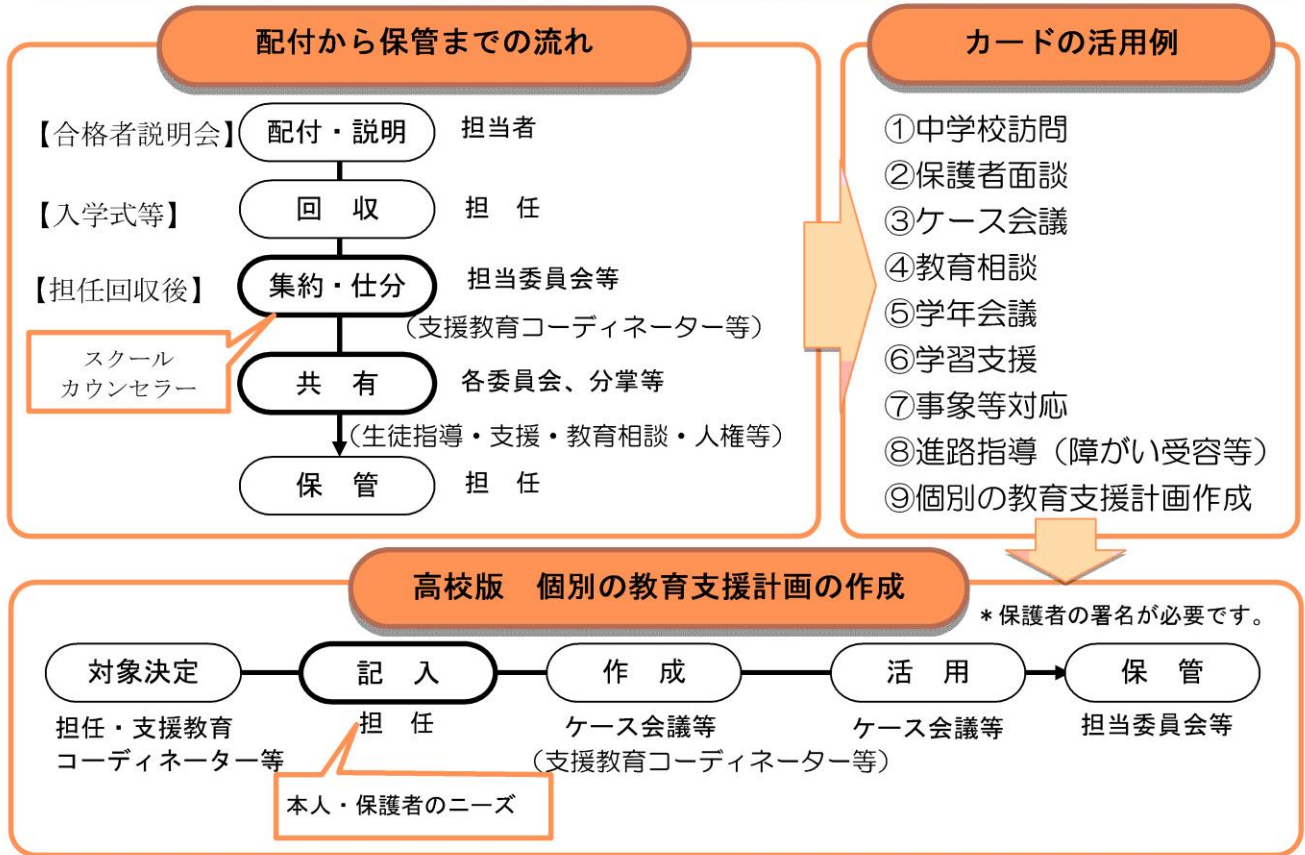 配付から保管までの流れ
【合格者説明会】 配付・説明 担当者
【入学式等】 回 収 担 任
【担任回収後】 集約・仕分 担当委員会等
(支援教育コーディネーター等)
スクール
カウンセラー
共 有 各委員会、分掌等
(生徒指導・支援・教育相談・人権等)
保 管 担 任
カードの活用例
①中学校訪問
②保護者面談
③ケース会議
④教育相談
⑤学年会議
⑥学習支援
⑦事象等対応
⑧進路指導(障がい受容等)
⑨個別の教育支援計画作成
高校版 個別の教育支援計画の作成
*保護者の署名が必要です。
対象決定 記 入 作 成 活 用 保 管
担任・支援教育
コーディネーター等
担 任
ケース会議等
(支援教育コーディネーター等)
ケース会議等
担当委員会等
本人・保護者のニーズ